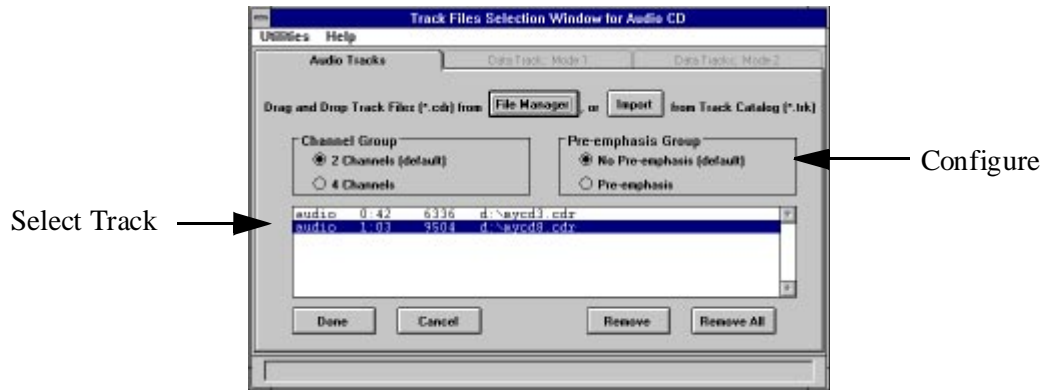 Track Files Selection Window for Audio CD
Utilities Help
Audio Tracks Data Track: Mode 1 Data Tracks: Mode 2
Drag and Drop Track Files (*.cdr) from File Manager, or Import from Track Catalog (*.trk)
Channel Group
2 Channels (default)
4 Channels
Pre-emphasis Group
No Pre-emphasis (default)
Pre-emphasis
Configure
Select Track
audio 0:42 6336 d:\mycd3.cdr
audio 1:03 9504 d:\mycd8.cdr
Done Cancel Remove Remove All